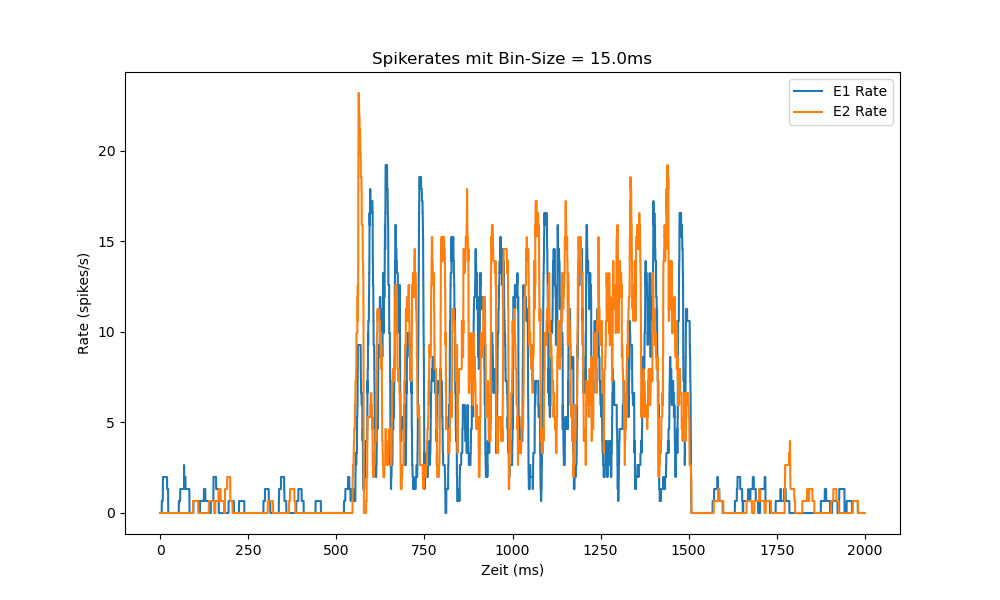 Spikerates mit Bin-Size = 15.0ms
E1 Rate
E2 Rate
Rate (spikes/s)
20
15
10
5
0
0 250 500 750 1000 1250 1500 1750 2000
Zeit (ms)